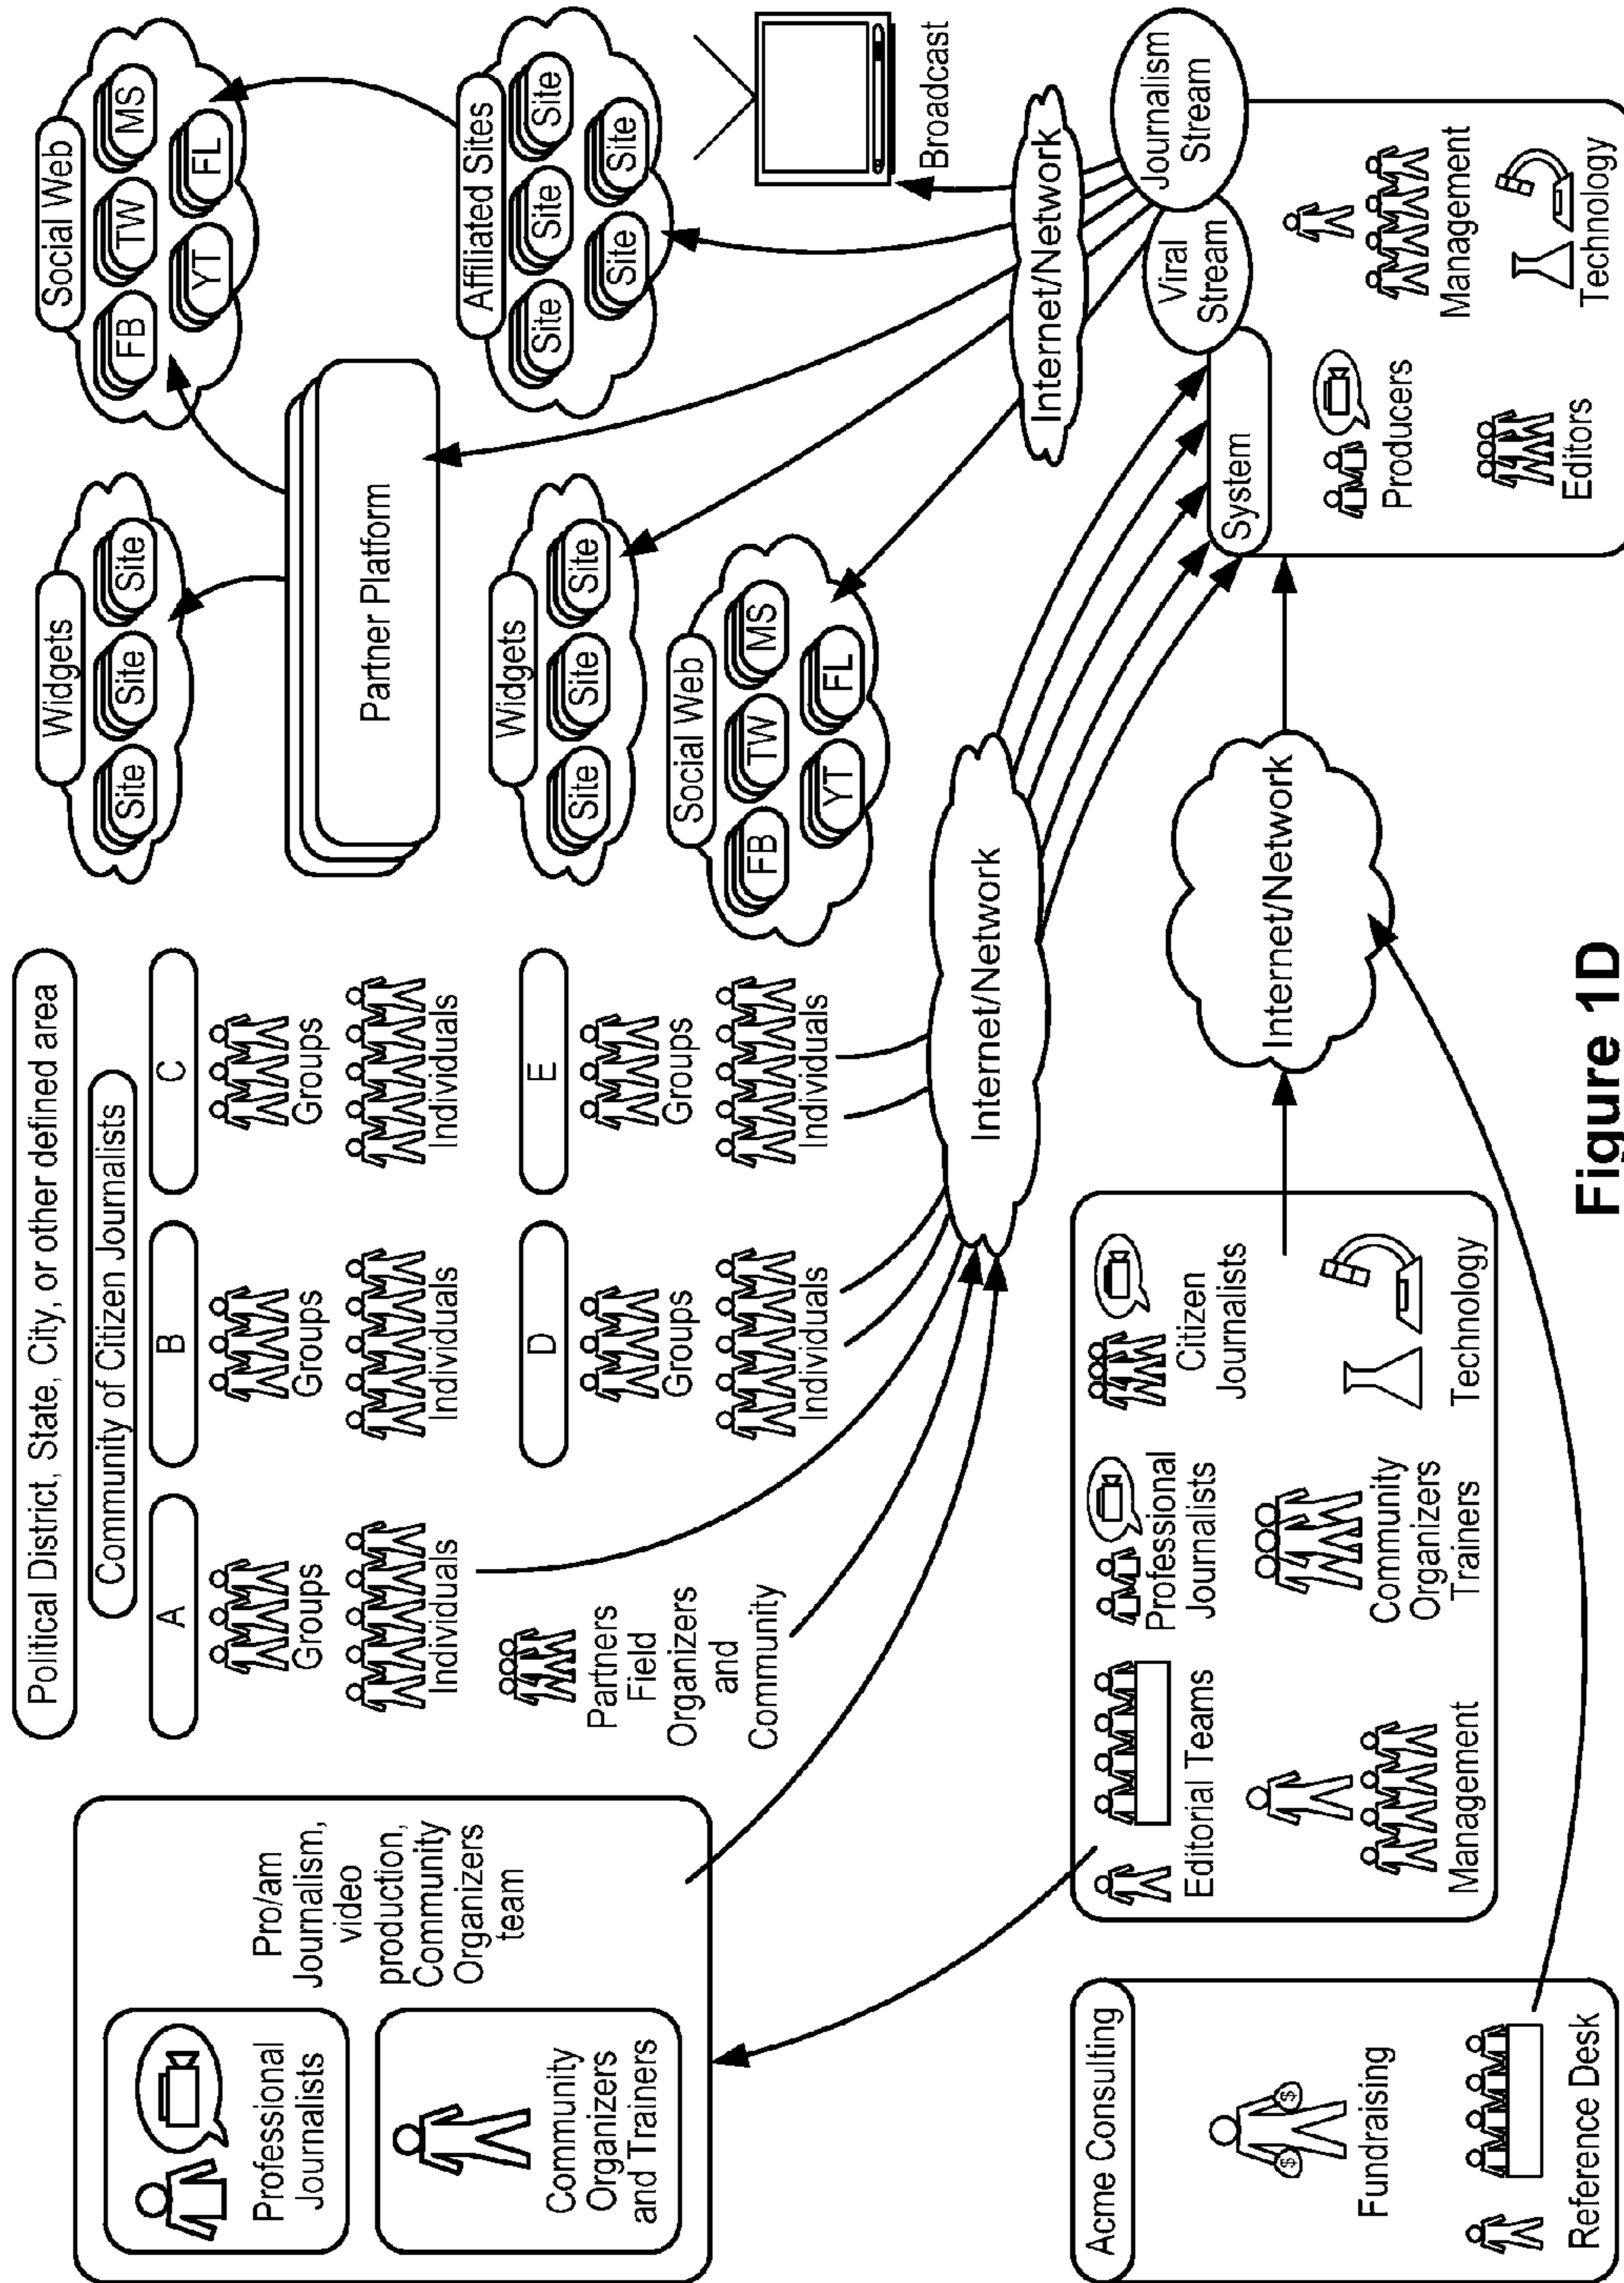 Political District, State, City, or other defined area
Community of Citizen Journalists
A
Groups
Individuals
B
Groups
Individuals
C
Groups
Individuals
D
Groups
Individuals
E
Groups
Individuals
Partners
Field
Organizers
and
Community
Professional
Journalists
Community
Organizers
and Trainers
Pro/am
Journalism,
video
production,
Community
Organizers
team
Widgets
Site
Site
Site
Social Web
FB
TW
MS
YT
FL
Partner Platform
Widgets
Site
Site
Site
Affiliated Sites
Site
Site
Site
Site
Site
Social Web
FB
TW
MS
YT
FL
Broadcast
Internet/Network
Internet/Network
Viral
Stream
Journalism
Stream
System
Producers
Management
Editors
Technology
Internet/Network
Editorial Teams
Professional
Journalists
Citizen
Journalists
Management
Community
Organizers
Trainers
Technology
Acme Consulting
$
$
Fundraising
Reference Desk
Figure 1D